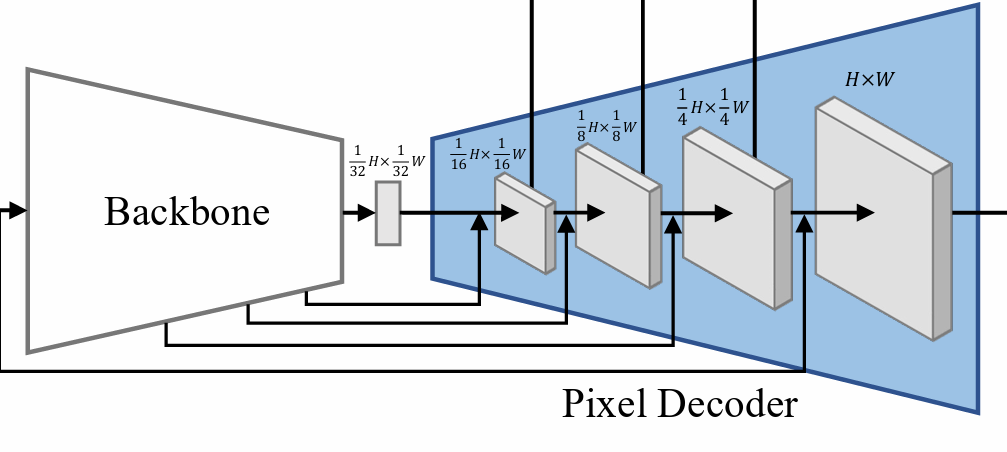 Backbone
1/32 H×1/32 W
1/16 H×1/16 W
1/8 H×1/8 W
1/4 H×1/4 W
H×W
Pixel Decoder